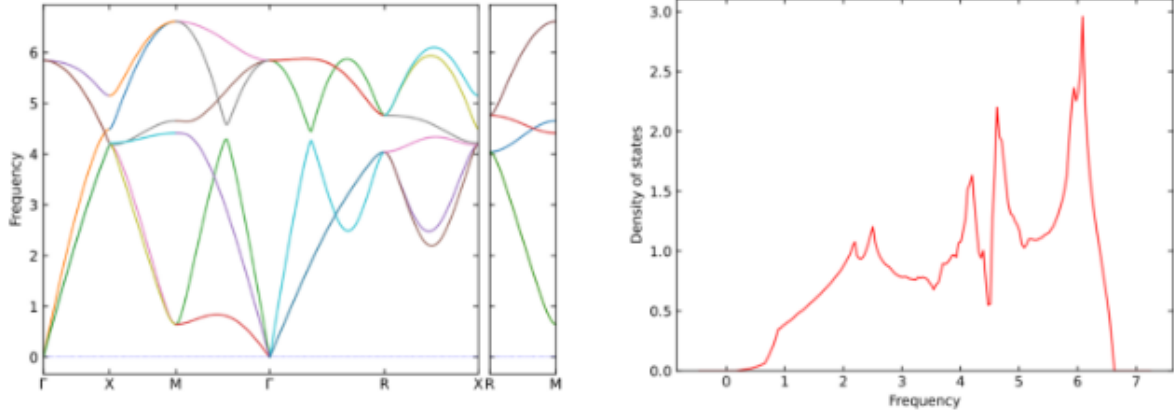 6
5
4
3
2
1
0
Frequency
Γ
X
M
Γ
R
X
R
M
3.0
2.5
2.0
1.5
1.0
0.5
0.0
Density of states
0 1 2 3 4 5 6 7
Frequency